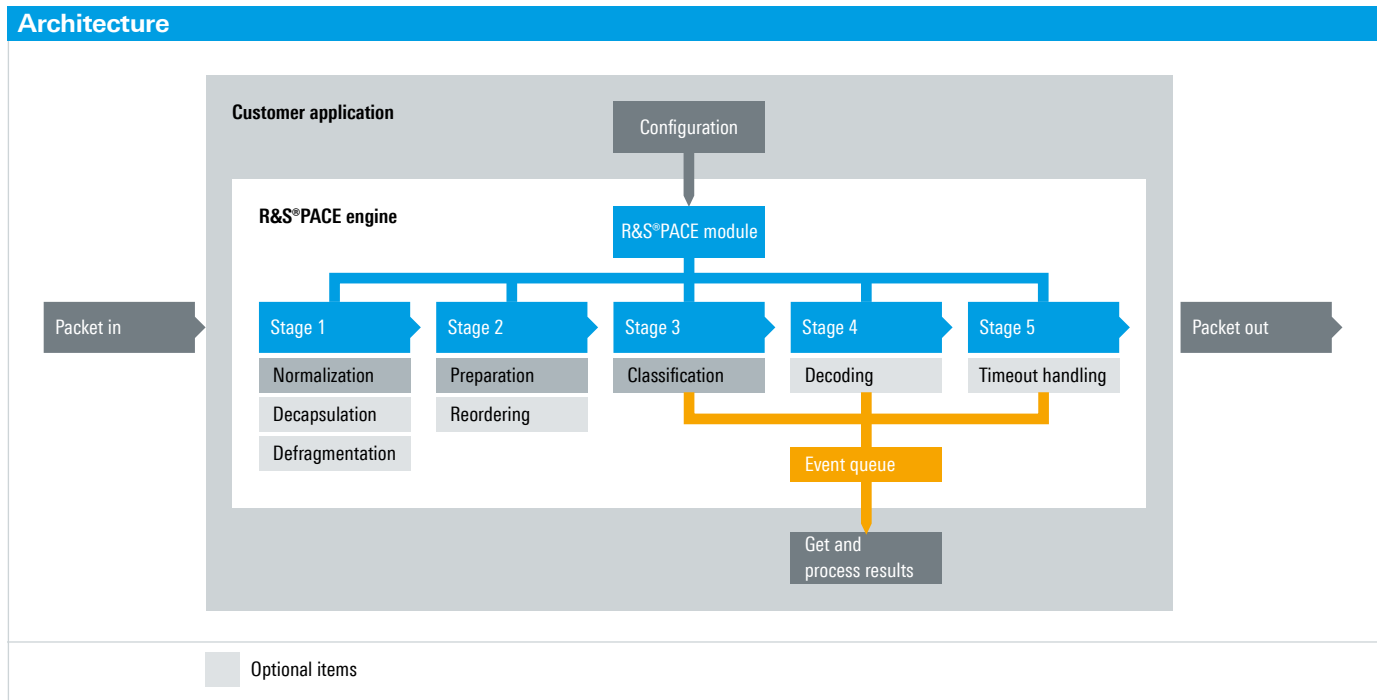 Architecture
Customer application
Configuration
R&S®PACE engine
R&S®PACE module
Packet in
Stage 1
Stage 2
Stage 3
Stage 4
Stage 5
Packet out
Normalization
Preparation
Classification
Decoding
Timeout handling
Decapsulation
Reordering
Defragmentation
Event queue
Get and
process results
Optional items